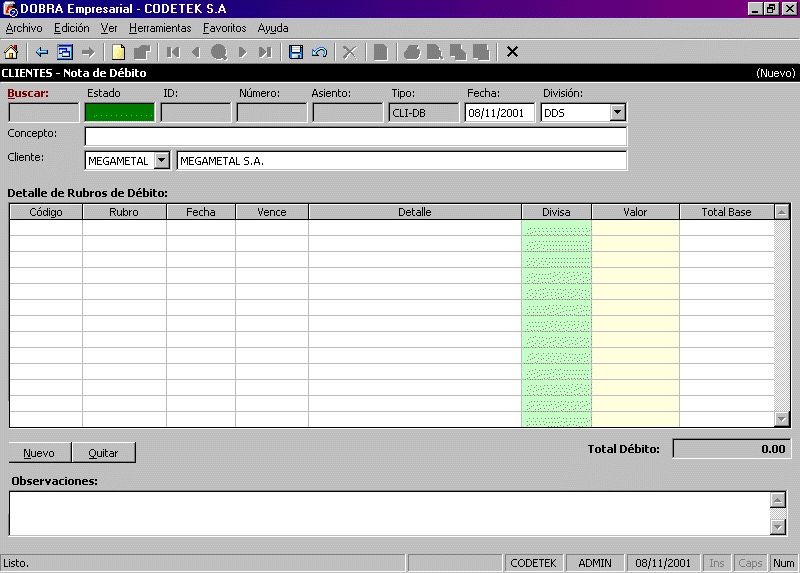 DOBRA Empresarial - CODETEK S.A
Archivo Edición Ver Herramientas Favoritos Ayuda
CLIENTES - Nota de Débito (Nuevo)
Buscar: Estado ID: Número: Asiento: Tipo: Fecha: División:
CLI-DB 08/11/2001 DDS
Concepto:
Cliente: MEGAMETAL MEGAMETAL S.A.
Detalle de Rubros de Débito:
Código Rubro Fecha Vence Detalle Divisa Valor Total Base
Nuevo Quitar Total Débito: 0.00
Observaciones:
Listo. CODETEK ADMIN 08/11/2001 Ins Caps Num